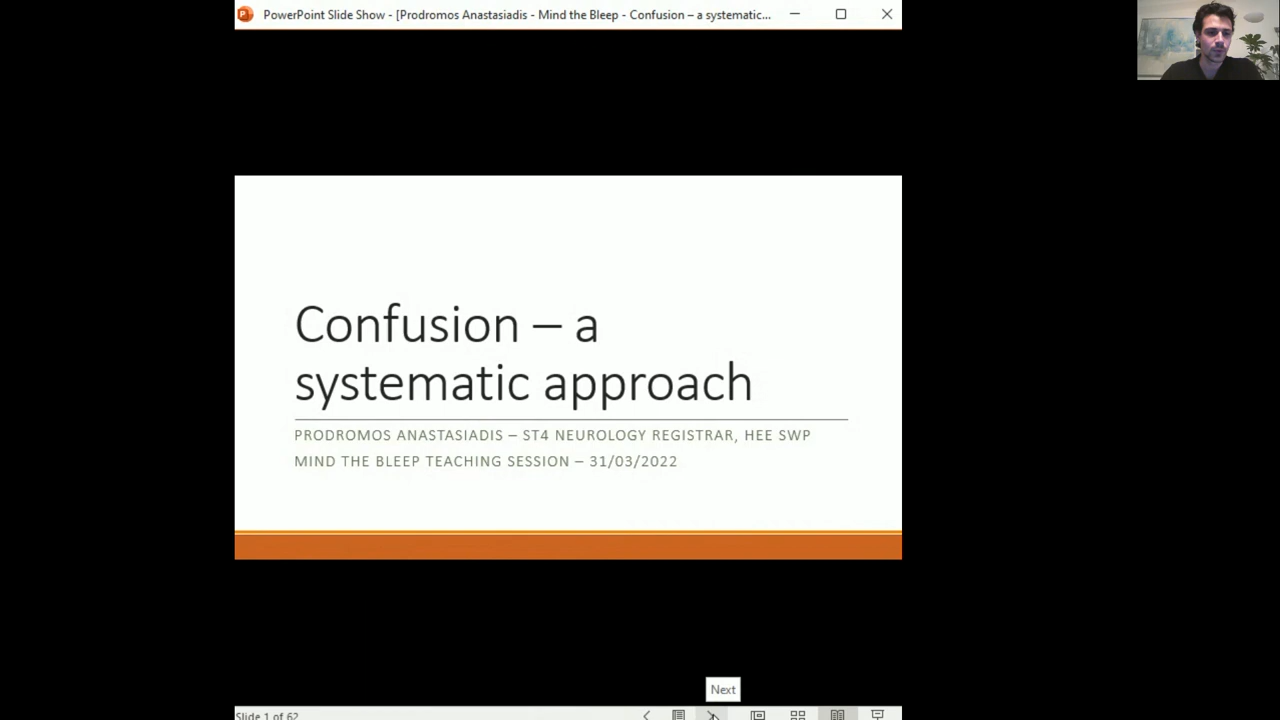 PowerPoint Slide Show - [Prodromos Anastasiadis - Mind the Bleep - Confusion – a systematic...
Confusion – a
systematic approach
PRODROMOS ANASTASIADIS – ST4 NEUROLOGY REGISTRAR, HEE SWP
MIND THE BLEEP TEACHING SESSION – 31/03/2022
Next
Slide 1 of 62